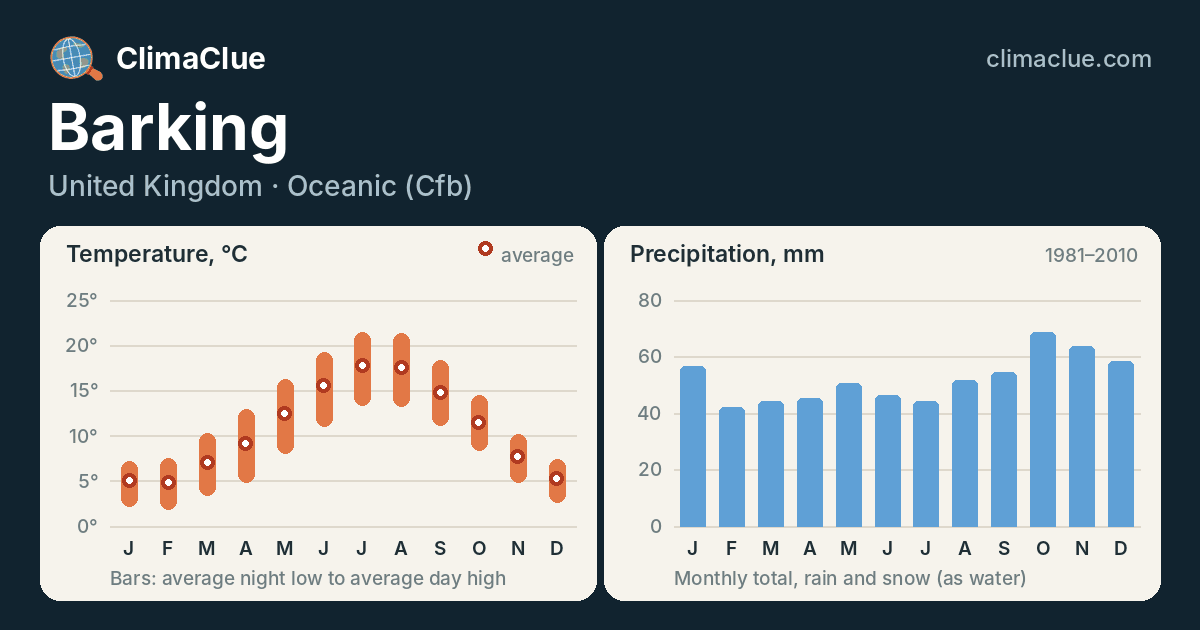 ClimaClue
climaclue.com
Barking
United Kingdom · Oceanic (Cfb)
Temperature, °C
average
25°
20°
15°
10°
5°
0°
J F M A M J J A S O N D
Bars: average night low to average day high
Precipitation, mm
1981–2010
80
60
40
20
0
J F M A M J J A S O N D
Monthly total, rain and snow (as water)